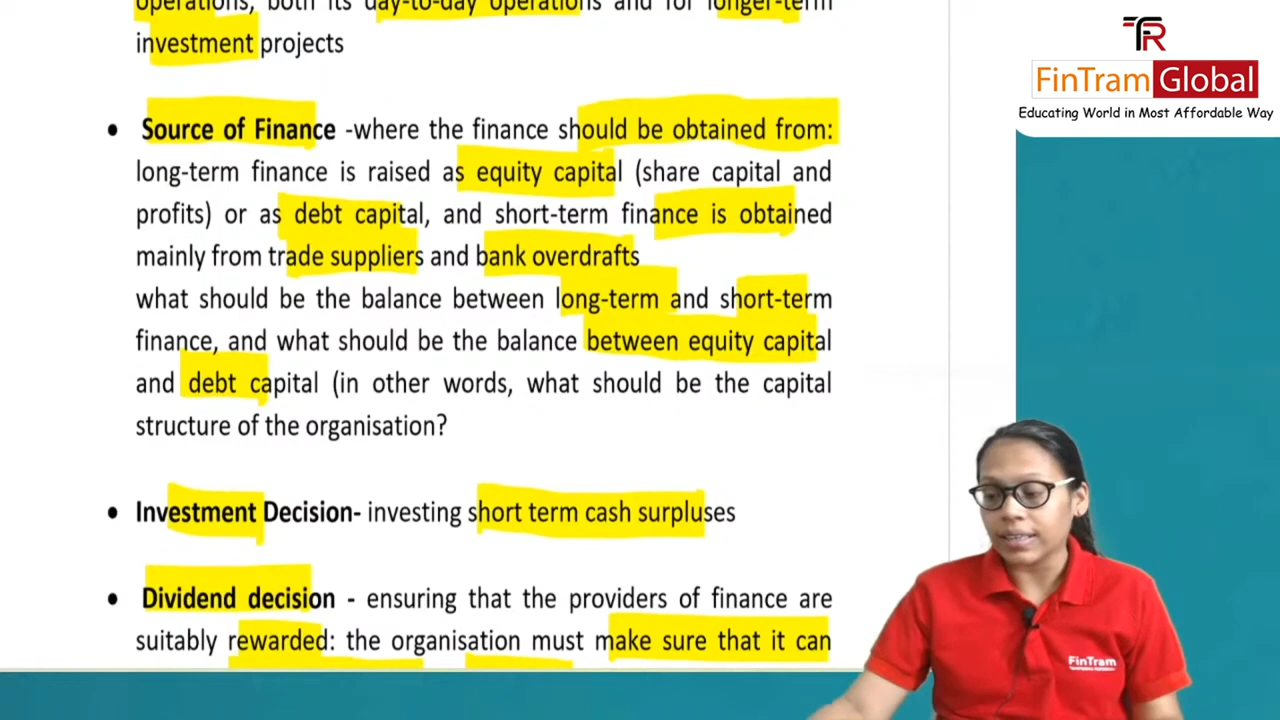 operations, both its day-to-day operations and for longer-term
investment projects
• Source of Finance -where the finance should be obtained from:
long-term finance is raised as equity capital (share capital and
profits) or as debt capital, and short-term finance is obtained
mainly from trade suppliers and bank overdrafts
what should be the balance between long-term and short-term
finance, and what should be the balance between equity capital
and debt capital (in other words, what should be the capital
structure of the organisation?
• Investment Decision- investing short term cash surpluses
• Dividend decision - ensuring that the providers of finance are
suitably rewarded: the organisation must make sure that it can
TR
FinTram Global
Educating World in Most Affordable Way
FinTram